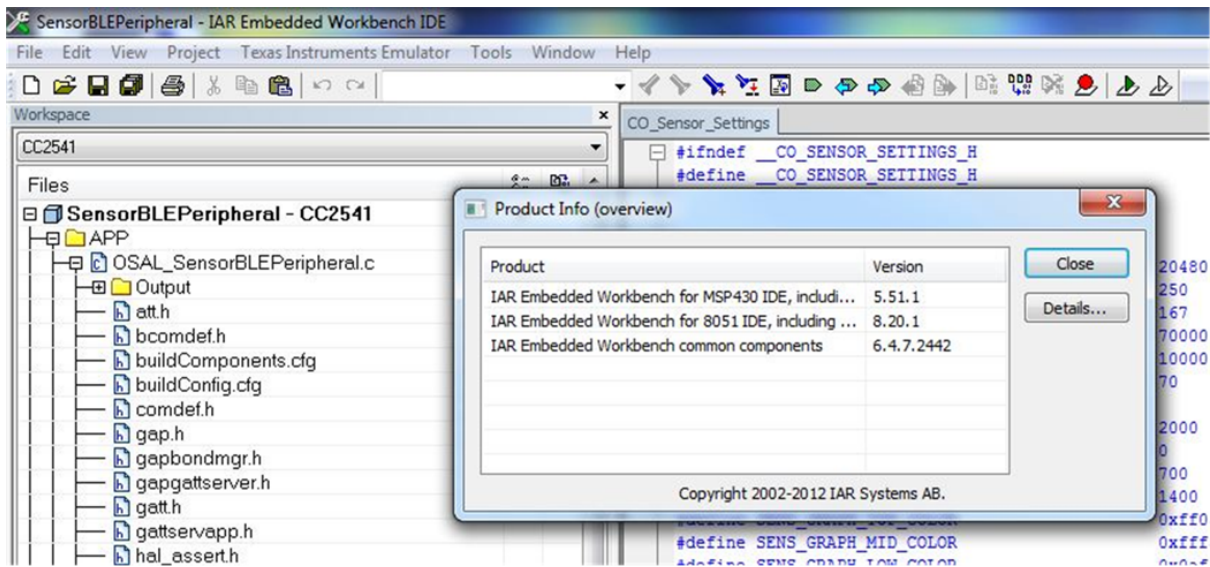 SensorBLEPeripheral - IAR Embedded Workbench IDE
File Edit View Project Texas Instruments Emulator Tools Window Help
Workspace
CO_Sensor_Settings
CC2541
#ifndef __CO_SENSOR_SETTINGS_H
#define __CO_SENSOR_SETTINGS_H
Files
SensorBLEPeripheral - CC2541
APP
OSAL_SensorBLEPeripheral.c
Output
att.h
bcomdef.h
buildComponents.cfg
buildConfig.cfg
comdef.h
gap.h
gapbondmgr.h
gapgattserver.h
gatt.h
gattservapp.h
hal_assert.h
Product Info (overview)
Product Version
IAR Embedded Workbench for MSP430 IDE, includi... 5.51.1
IAR Embedded Workbench for 8051 IDE, including ... 8.20.1
IAR Embedded Workbench common components 6.4.7.2442
Close
Details...
Copyright 2002-2012 IAR Systems AB.
20480
250
167
70000
10000
70
2000
0
700
1400
0xff0
#define SENS_GRAPH_MID_COLOR 0xfff